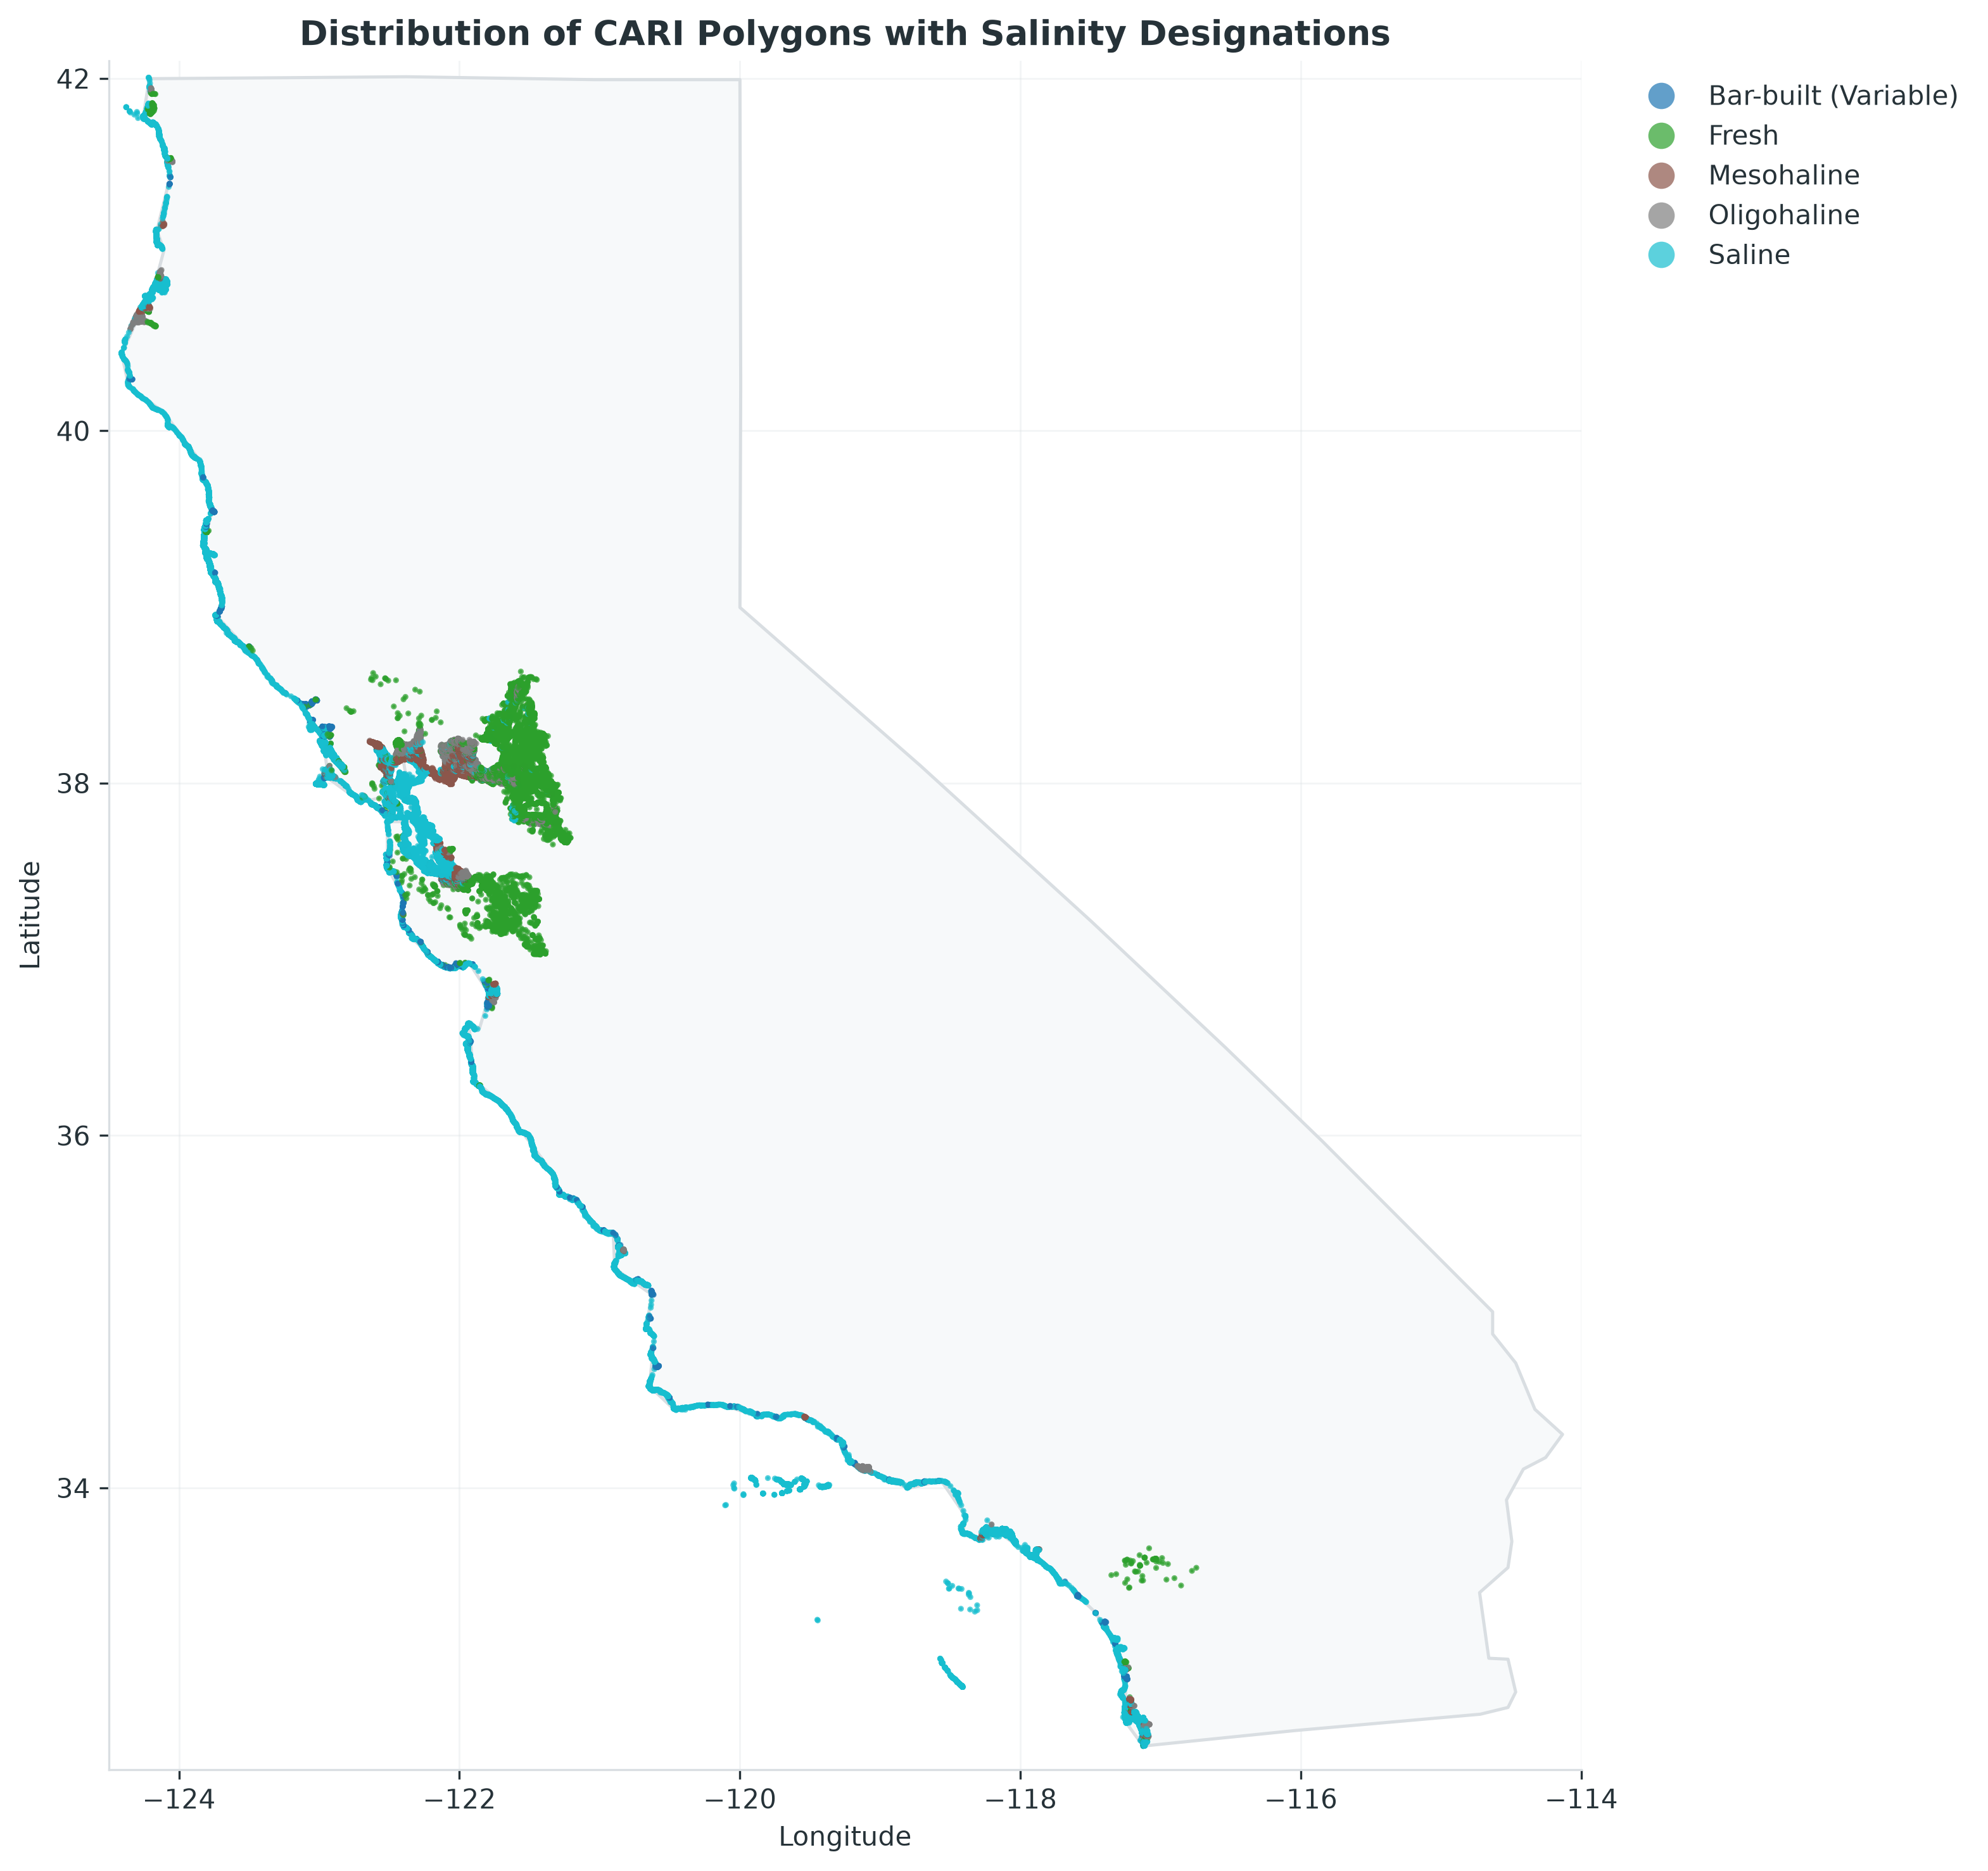 Distribution of CARI Polygons with Salinity Designations
Bar-built (Variable)
Fresh
Mesohaline
Oligohaline
Saline
42
40
38
36
34
Latitude
−124
−122
−120
−118
−116
−114
Longitude